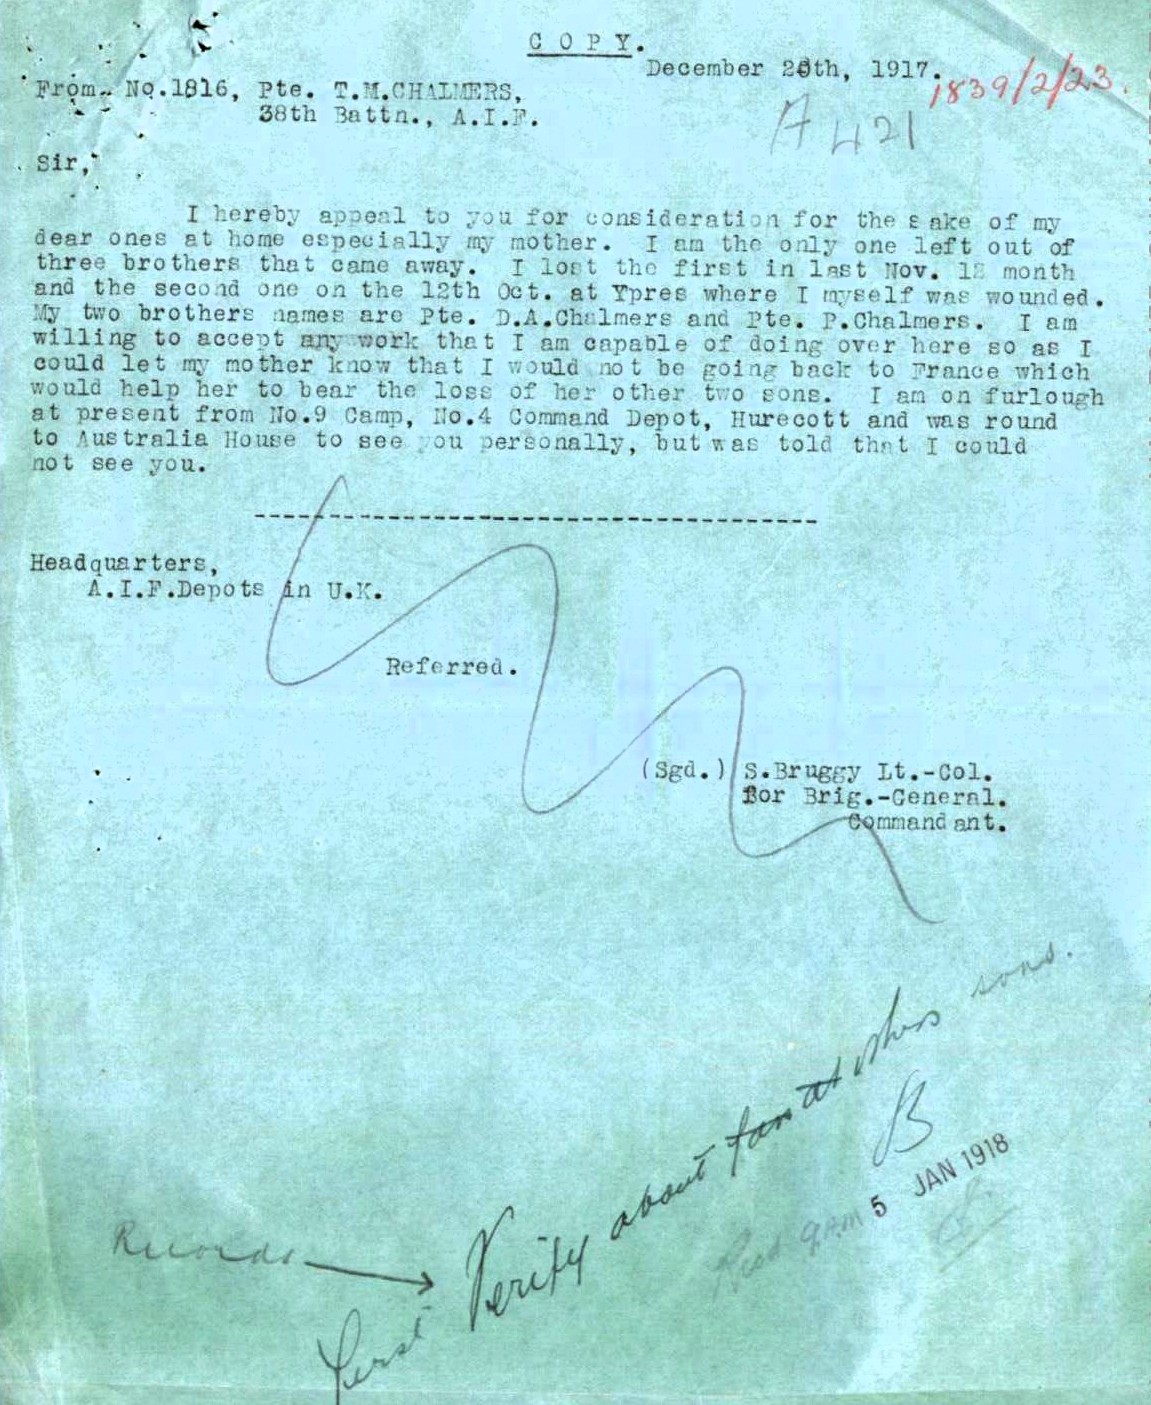 COPY.
December 20th, 1917.
1839/2/23.
From. No.1816, Pte. T.M.CHALMERS,
38th Battn., A.I.F.
A 421
Sir,
I hereby appeal to you for consideration for the sake of my
dear ones at home especially my mother. I am the only one left out of
three brothers that came away. I lost the first in last Nov. 12 month
and the second one on the 12th Oct. at Ypres where I myself was wounded.
My two brothers names are Pte. D.A.Chalmers and Pte. P.Chalmers. I am
willing to accept any work that I am capable of doing over here so as I
could let my mother know that I would not be going back to France which
would help her to bear the loss of her other two sons. I am on furlough
at present from No.9 Camp, No.4 Command Depot, Hurecott and was round
to Australia House to see you personally, but was told that I could
not see you.
Headquarters,
A.I.F.Depots in U.K.
Referred.
(Sgd.) S.Bruggy Lt.-Col.
for Brig.-General.
Commandant.
Records
First Verify about other sons.
B
5 JAN 1918